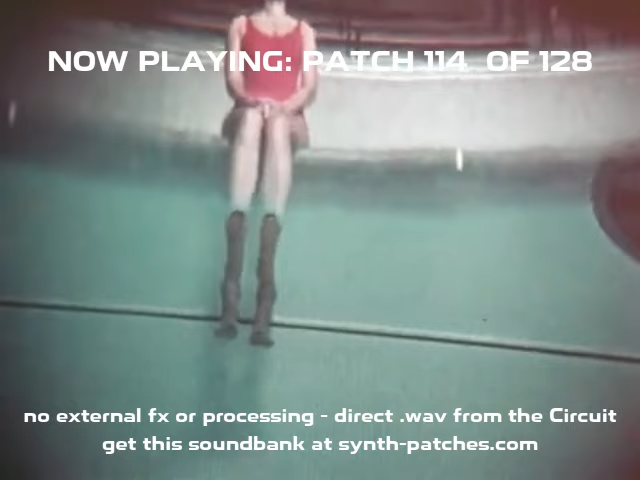 NOW PLAYING: PATCH 114 OF 128
no external fx or processing - direct .wav from the Circuit
get this soundbank at synth-patches.com